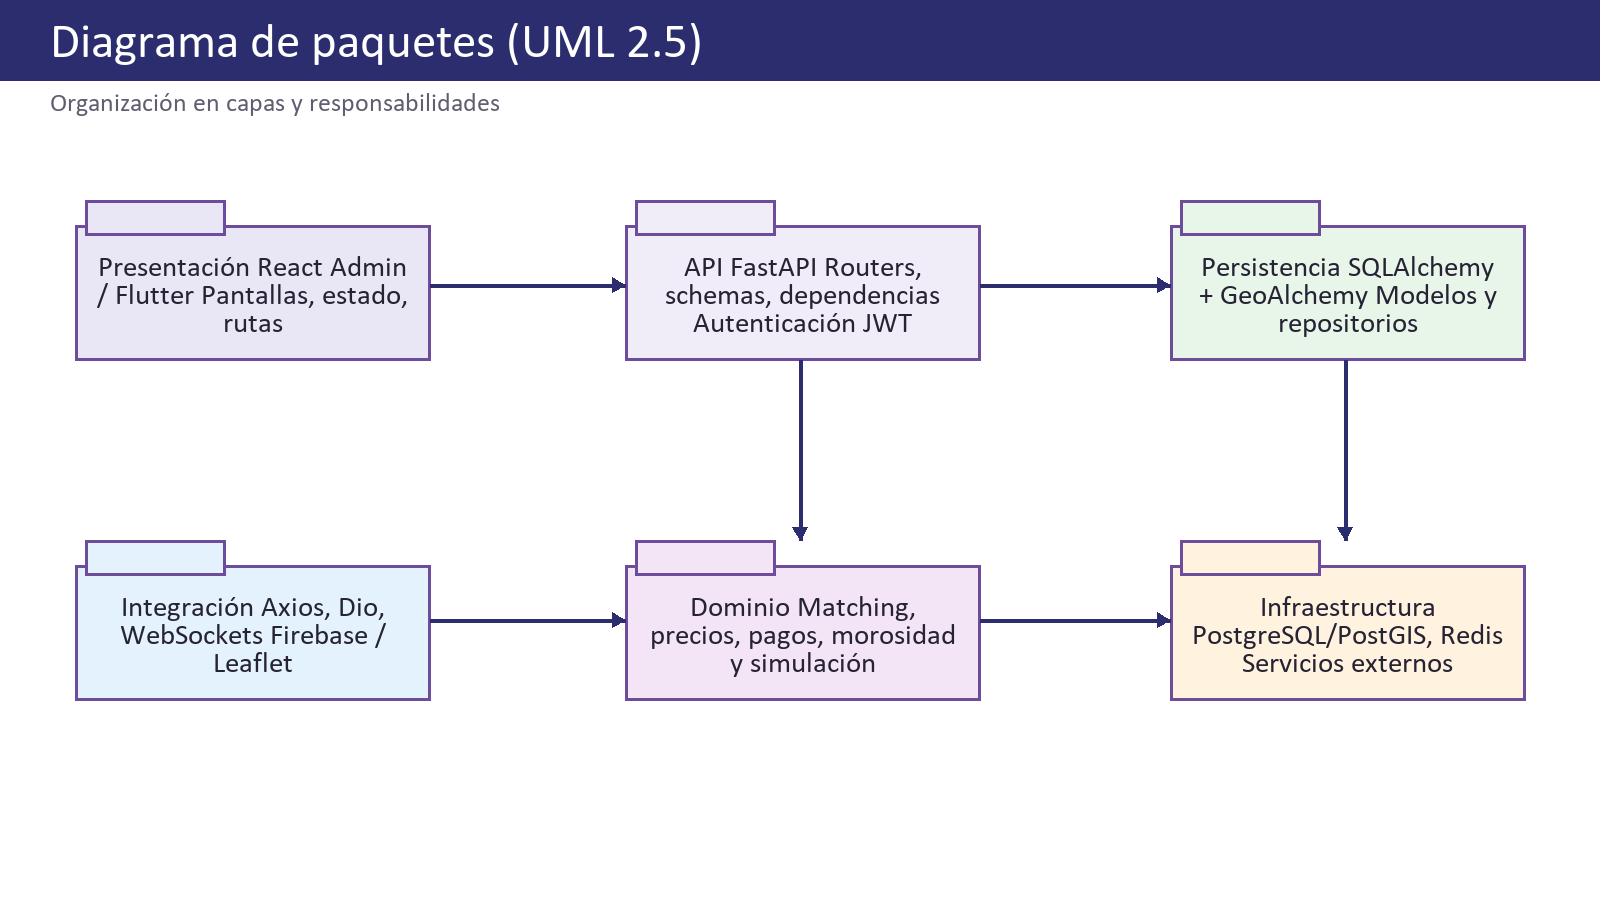 Diagrama de paquetes (UML 2.5)
Organización en capas y responsabilidades
Presentación React Admin
/ Flutter Pantallas, estado,
rutas
API FastAPI Routers,
schemas, dependencias
Autenticación JWT
Persistencia SQLAlchemy
+ GeoAlchemy Modelos y
repositorios
Integración Axios, Dio,
WebSockets Firebase /
Leaflet
Dominio Matching,
precios, pagos, morosidad
y simulación
Infraestructura
PostgreSQL/PostGIS, Redis
Servicios externos